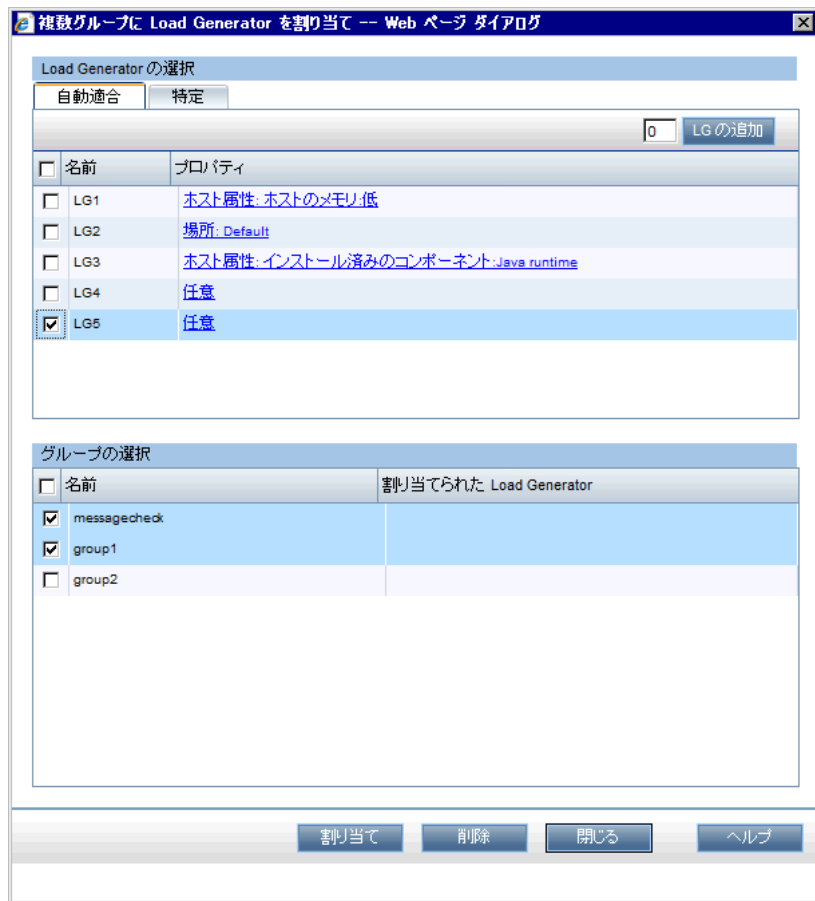 複数グループに Load Generator を割り当て -- Web ページ ダイアログ
Load Generator の選択
自動適合 特定
0 LG の追加
名前 プロパティ
LG1 ホスト属性: ホストのメモリ:低
LG2 場所: Default
LG3 ホスト属性: インストール済みのコンポーネント:Java runtime
LG4 任意
LG5 任意
グループの選択
名前 割り当てられた Load Generator
messagecheck
group1
group2
割り当て 削除 閉じる ヘルプ